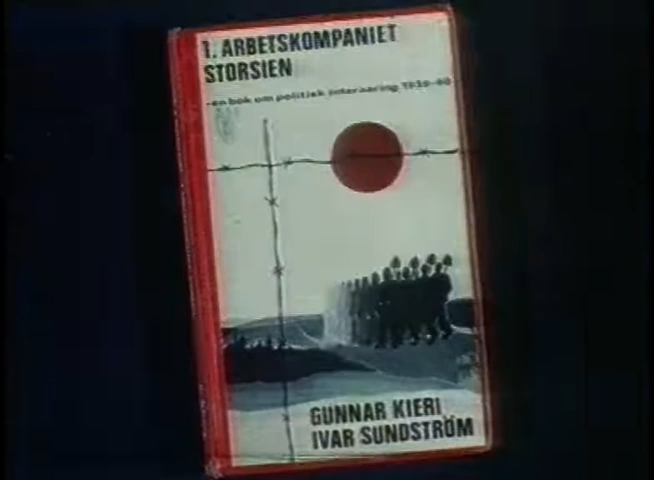 1. ARBETSKOMPANIET
STORSIEN
-en bok om politisk internering 1939-40
GUNNAR KIERI
IVAR SUNDSTRÖM